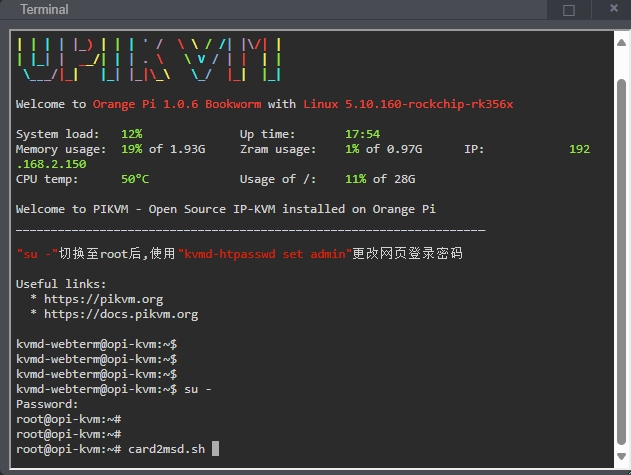 Terminal
Welcome to Orange Pi 1.0.6 Bookworm with Linux 5.10.160-rockchip-rk356x
System load: 12% Up time: 17:54
Memory usage: 19% of 1.93G Zram usage: 1% of 0.97G IP: 192
.168.2.150
CPU temp: 50°C Usage of /: 11% of 28G
Welcome to PIKVM - Open Source IP-KVM installed on Orange Pi
"su -"切换至root后,使用"kvmd-htpasswd set admin"更改网页登录密码
Useful links:
* https://pikvm.org
* https://docs.pikvm.org
kvmd-webterm@opi-kvm:~$
kvmd-webterm@opi-kvm:~$
kvmd-webterm@opi-kvm:~$
kvmd-webterm@opi-kvm:~$ su -
Password:
root@opi-kvm:~#
root@opi-kvm:~#
root@opi-kvm:~# card2msd.sh